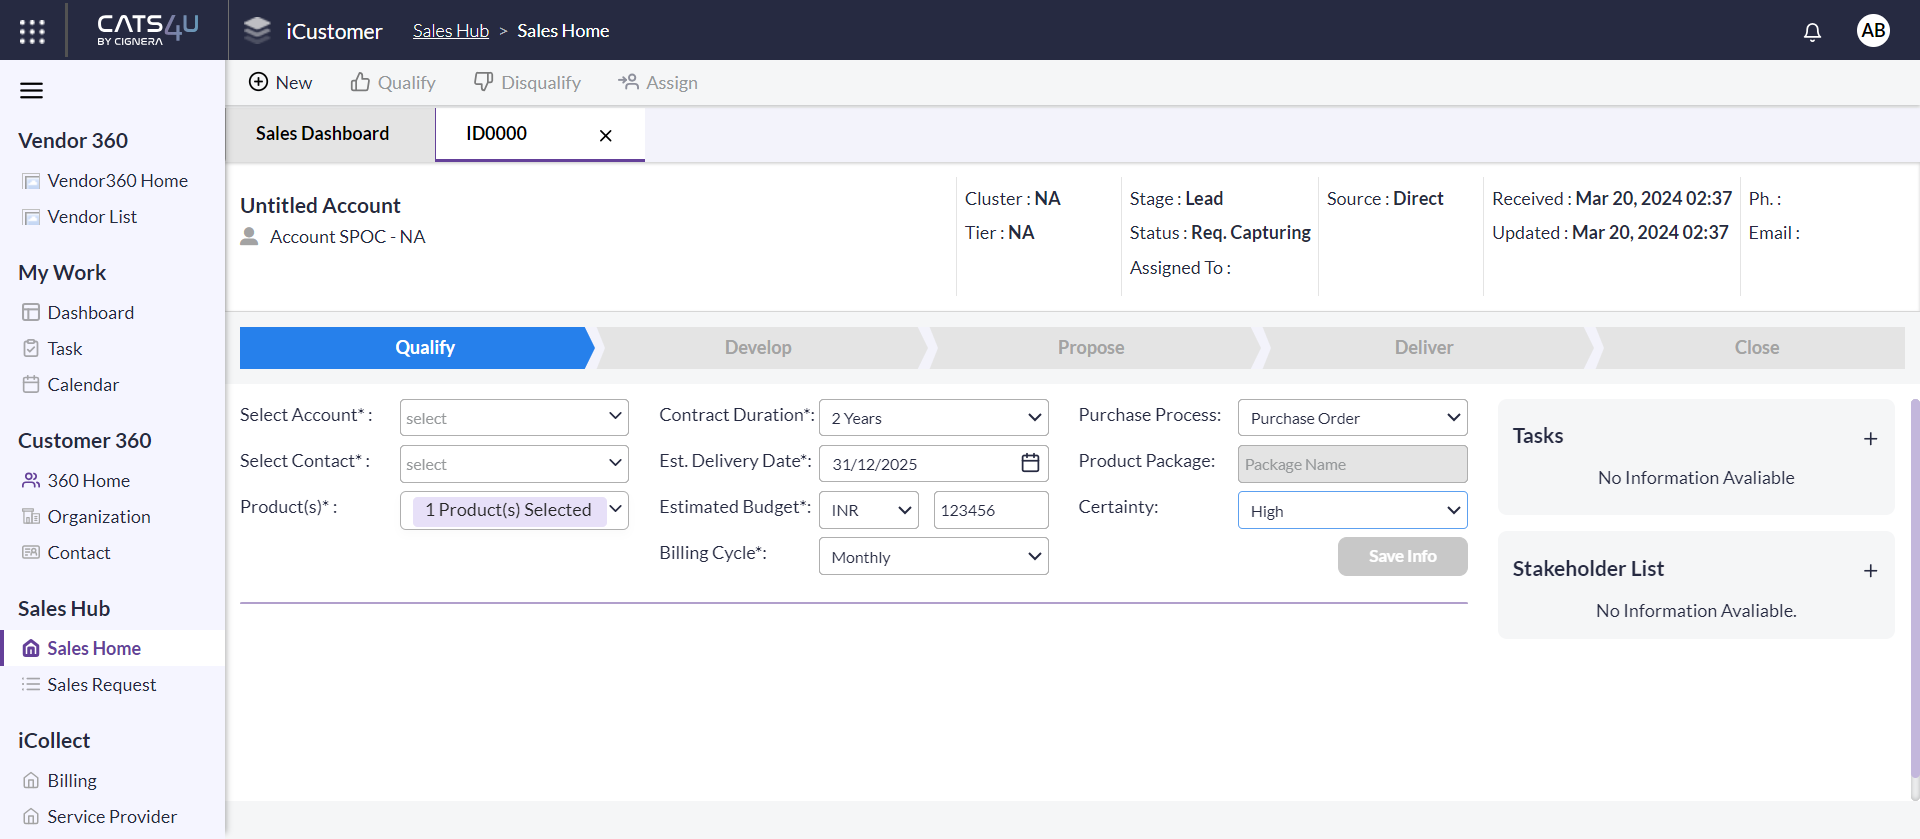 CATS4U
BY CIGNERA
iCustomer
Sales Hub > Sales Home
AB
New
Qualify
Disqualify
Assign
Sales Dashboard
ID0000
Vendor 360
Vendor360 Home
Vendor List
My Work
Dashboard
Task
Calendar
Customer 360
360 Home
Organization
Contact
Sales Hub
Sales Home
Sales Request
iCollect
Billing
Service Provider
Untitled Account
Account SPOC - NA
Cluster : NA
Tier : NA
Stage : Lead
Status : Req. Capturing
Assigned To :
Source : Direct
Received : Mar 20, 2024 02:37
Updated : Mar 20, 2024 02:37
Ph. :
Email :
Qualify
Develop
Propose
Deliver
Close
Select Account* : select
Select Contact* : select
Product(s)* : 1 Product(s) Selected
Contract Duration*: 2 Years
Est. Delivery Date*: 31/12/2025
Estimated Budget*: INR 123456
Billing Cycle*: Monthly
Purchase Process: Purchase Order
Product Package: Package Name
Certainty: High
Save Info
Tasks
No Information Avaliable
Stakeholder List
No Information Avaliable.